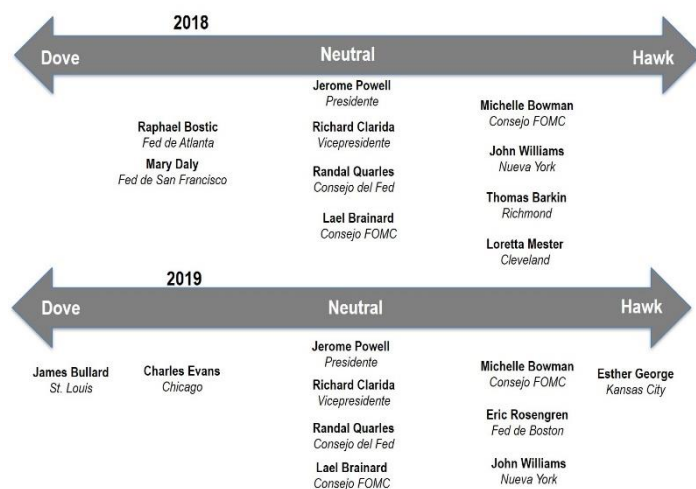 2018
Dove Neutral Hawk
Jerome Powell
Presidente
Michelle Bowman
Consejo FOMC
Raphael Bostic
Fed de Atlanta
Richard Clarida
Vicepresidente
John Williams
Nueva York
Mary Daly
Fed de San Francisco
Randal Quarles
Consejo del Fed
Thomas Barkin
Richmond
Lael Brainard
Consejo FOMC
Loretta Mester
Cleveland
2019
Dove Neutral Hawk
Jerome Powell
Presidente
James Bullard
St. Louis
Charles Evans
Chicago
Michelle Bowman
Consejo FOMC
Esther George
Kansas City
Richard Clarida
Vicepresidente
Eric Rosengren
Fed de Boston
Randal Quarles
Consejo del Fed
Lael Brainard
Consejo FOMC
John Williams
Nueva York